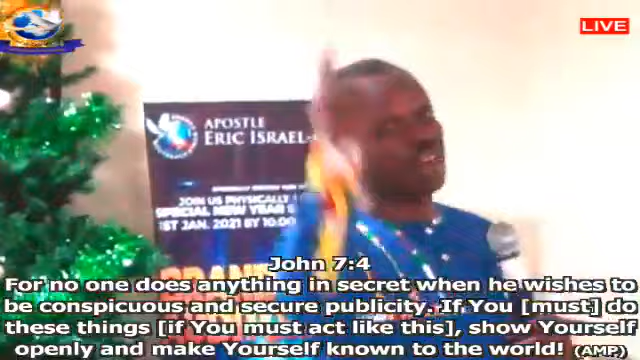 LIVE
APOSTLE
ERIC ISRAEL-
JOIN US PHYSICALLY
SPECIAL NEW YEAR
1ST JAN. 2021 BY 10:00
John 7:4
For no one does anything in secret when he wishes to
be conspicuous and secure publicity. If You [must] do
these things [if You must act like this], show Yourself
openly and make Yourself known to the world! (AMP)